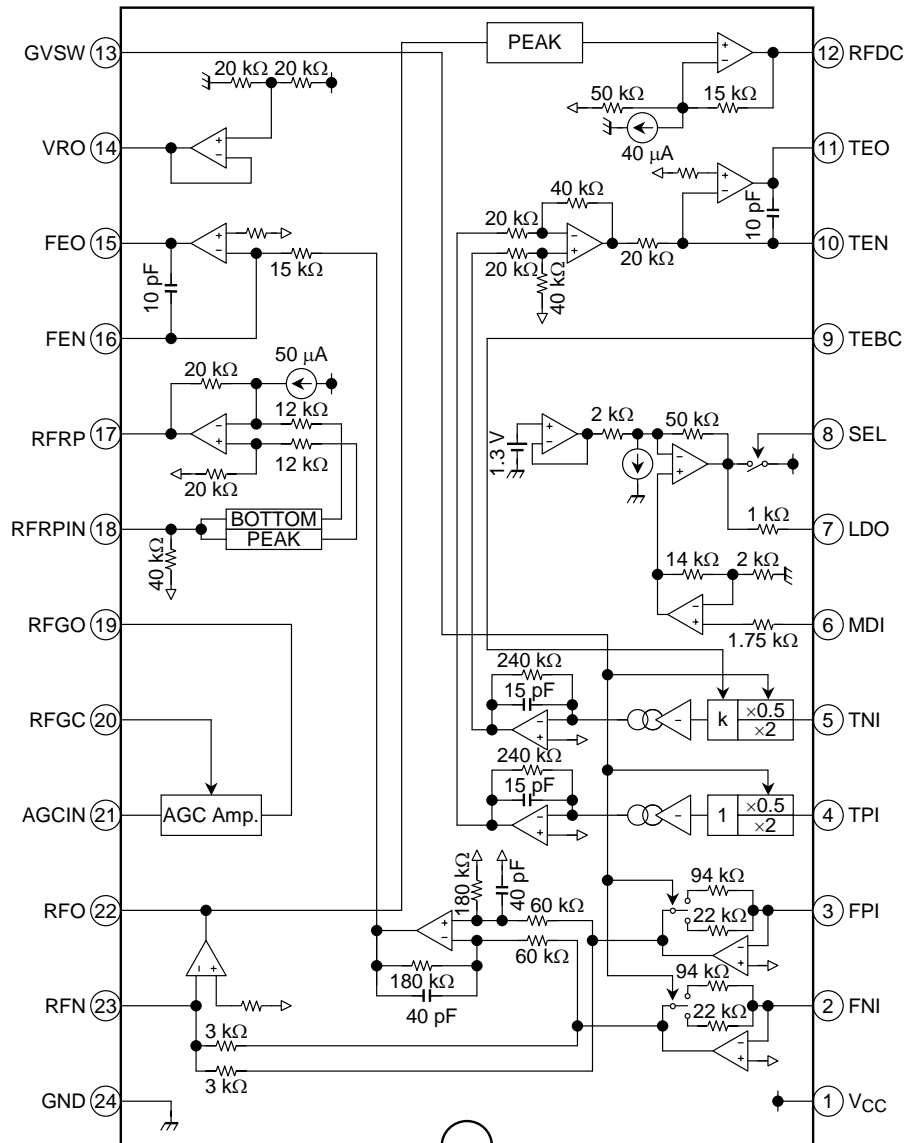 GVSW 13
PEAK
12 RFDC
20 kΩ 20 kΩ
50 kΩ 15 kΩ
40 μA
VRO 14
11 TEO
40 kΩ
10 pF
20 kΩ
FEO 15
15 kΩ
20 kΩ
20 kΩ
10 TEN
10 pF
40 kΩ
FEN 16
9 TEBC
50 μA
20 kΩ
12 kΩ
RFRP 17
12 kΩ
20 kΩ
2 kΩ 50 kΩ
8 SEL
1.3 V
RFRPIN 18
BOTTOM
PEAK
40 kΩ
1 kΩ
7 LDO
14 kΩ 2 kΩ
RFGO 19
6 MDI
1.75 kΩ
240 kΩ
15 pF
RFGC 20
k
×0.5
×2
5 TNI
240 kΩ
15 pF
AGCIN 21
AGC Amp.
1
×0.5
×2
4 TPI
180 kΩ
40 pF
94 kΩ
RFO 22
60 kΩ
22 kΩ
3 FPI
60 kΩ
180 kΩ
40 pF
94 kΩ
RFN 23
22 kΩ
2 FNI
3 kΩ
3 kΩ
GND 24
1 VCC